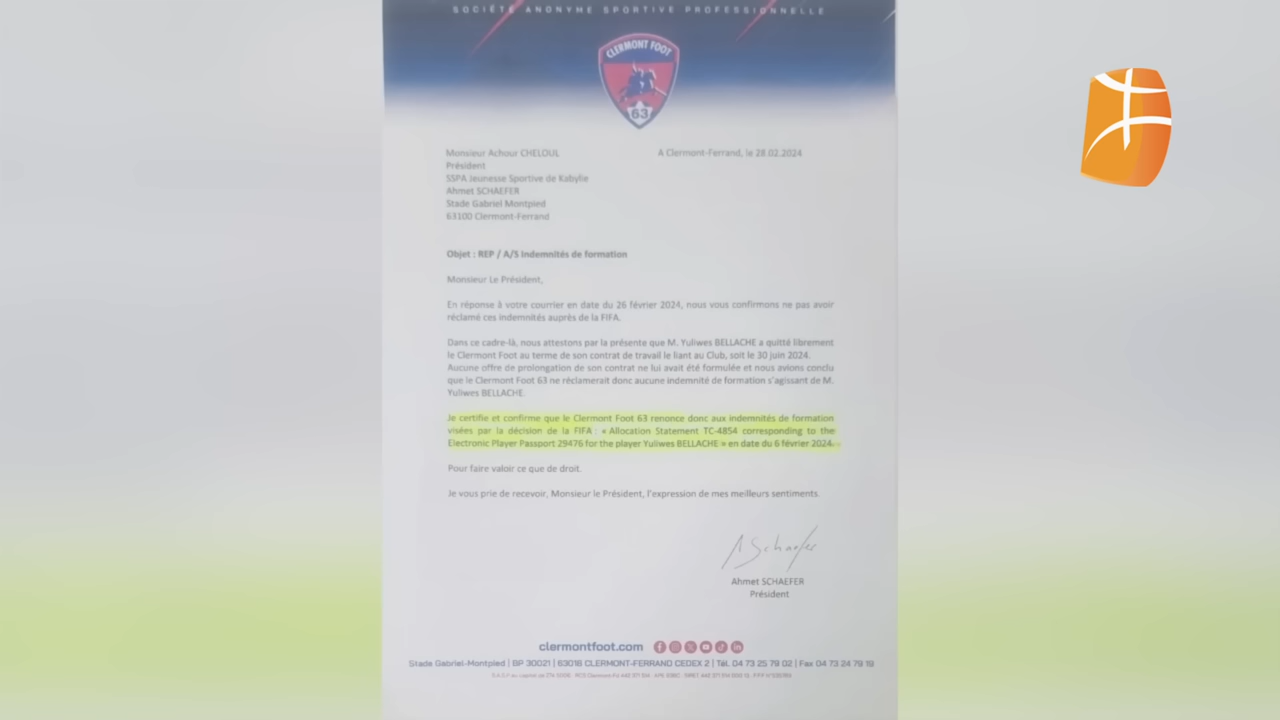 SOCIÉTÉ ANONYME SPORTIVE PROFESSIONNELLE
CLERMONT FOOT
63
Monsieur Achour CHELOUL
A Clermont-Ferrand, le 28.02.2024
Président
SSPA Jeunesse Sportive de Kabylie
Ahmet SCHAEFER
Stade Gabriel Montpied
63100 Clermont-Ferrand
Objet : REP / A/S Indemnités de formation
Monsieur Le Président,
En réponse à votre courrier en date du 26 février 2024, nous vous confirmons ne pas avoir
réclamé ces indemnités auprès de la FIFA.
Dans ce cadre-là, nous attestons par la présente que M. Yuliwes BELLACHE a quitté librement
le Clermont Foot au terme de son contrat de travail le liant au Club, soit le 30 juin 2024.
Aucune offre de prolongation de son contrat ne lui avait été formulée et nous avions conclu
que le Clermont Foot 63 ne réclamerait donc aucune indemnité de formation s'agissant de M.
Yuliwes BELLACHE.
Je certifie et confirme que le Clermont Foot 63 renonce donc aux indemnités de formation
visées par la décision de la FIFA : « Allocation Statement TC-4854 corresponding to the
Electronic Player Passport 29476 for the player Yuliwes BELLACHE » en date du 6 février 2024.
Pour faire valoir ce que de droit.
Je vous prie de recevoir, Monsieur le Président, l'expression de mes meilleurs sentiments.
A Schaefer
Ahmet SCHAEFER
Président
clermontfoot.com
Stade Gabriel-Montpied | BP 30021 | 63016 CLERMONT-FERRAND CEDEX 2 | Tél. 04 73 25 79 02 | Fax 04 73 24 79 19